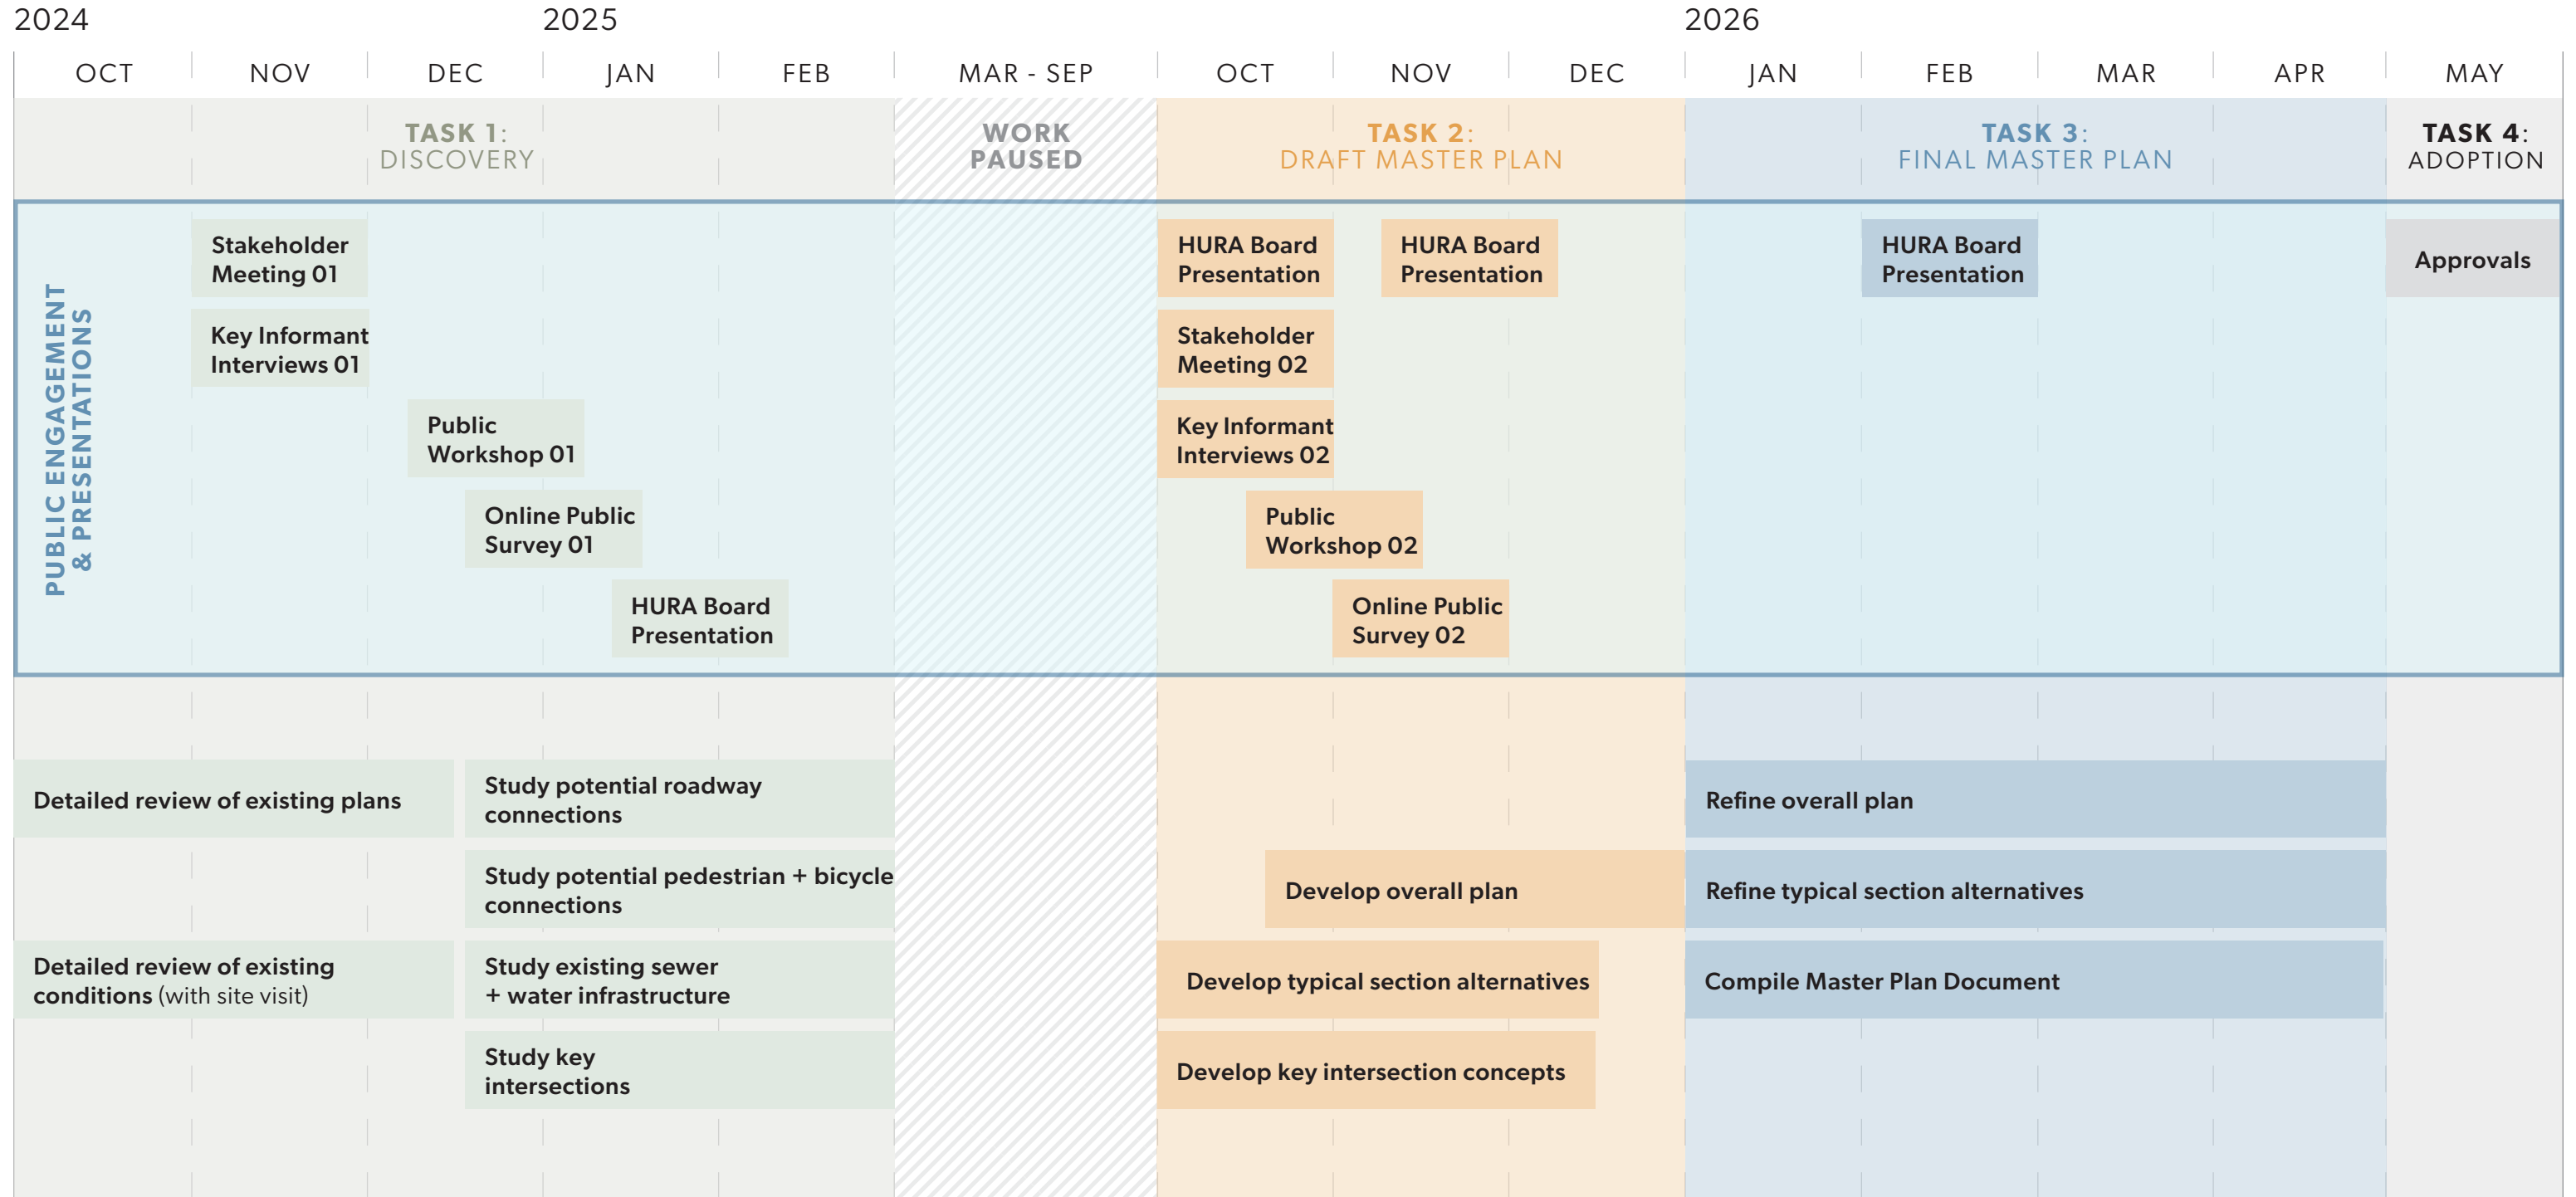 2024
2025
2026
OCT
NOV
DEC
JAN
FEB
MAR - SEP
OCT
NOV
DEC
JAN
FEB
MAR
APR
MAY
TASK 1:
DISCOVERY
WORK
PAUSED
TASK 2:
DRAFT MASTER PLAN
TASK 3:
FINAL MASTER PLAN
TASK 4:
ADOPTION
PUBLIC ENGAGEMENT
& PRESENTATIONS
Stakeholder
Meeting 01
Key Informant
Interviews 01
Public
Workshop 01
Online Public
Survey 01
HURA Board
Presentation
HURA Board
Presentation
HURA Board
Presentation
Stakeholder
Meeting 02
Key Informant
Interviews 02
Public
Workshop 02
Online Public
Survey 02
HURA Board
Presentation
Approvals
Detailed review of existing plans
Detailed review of existing
conditions (with site visit)
Study potential roadway
connections
Study potential pedestrian + bicycle
connections
Study existing sewer
+ water infrastructure
Study key
intersections
Develop overall plan
Develop typical section alternatives
Develop key intersection concepts
Refine overall plan
Refine typical section alternatives
Compile Master Plan Document